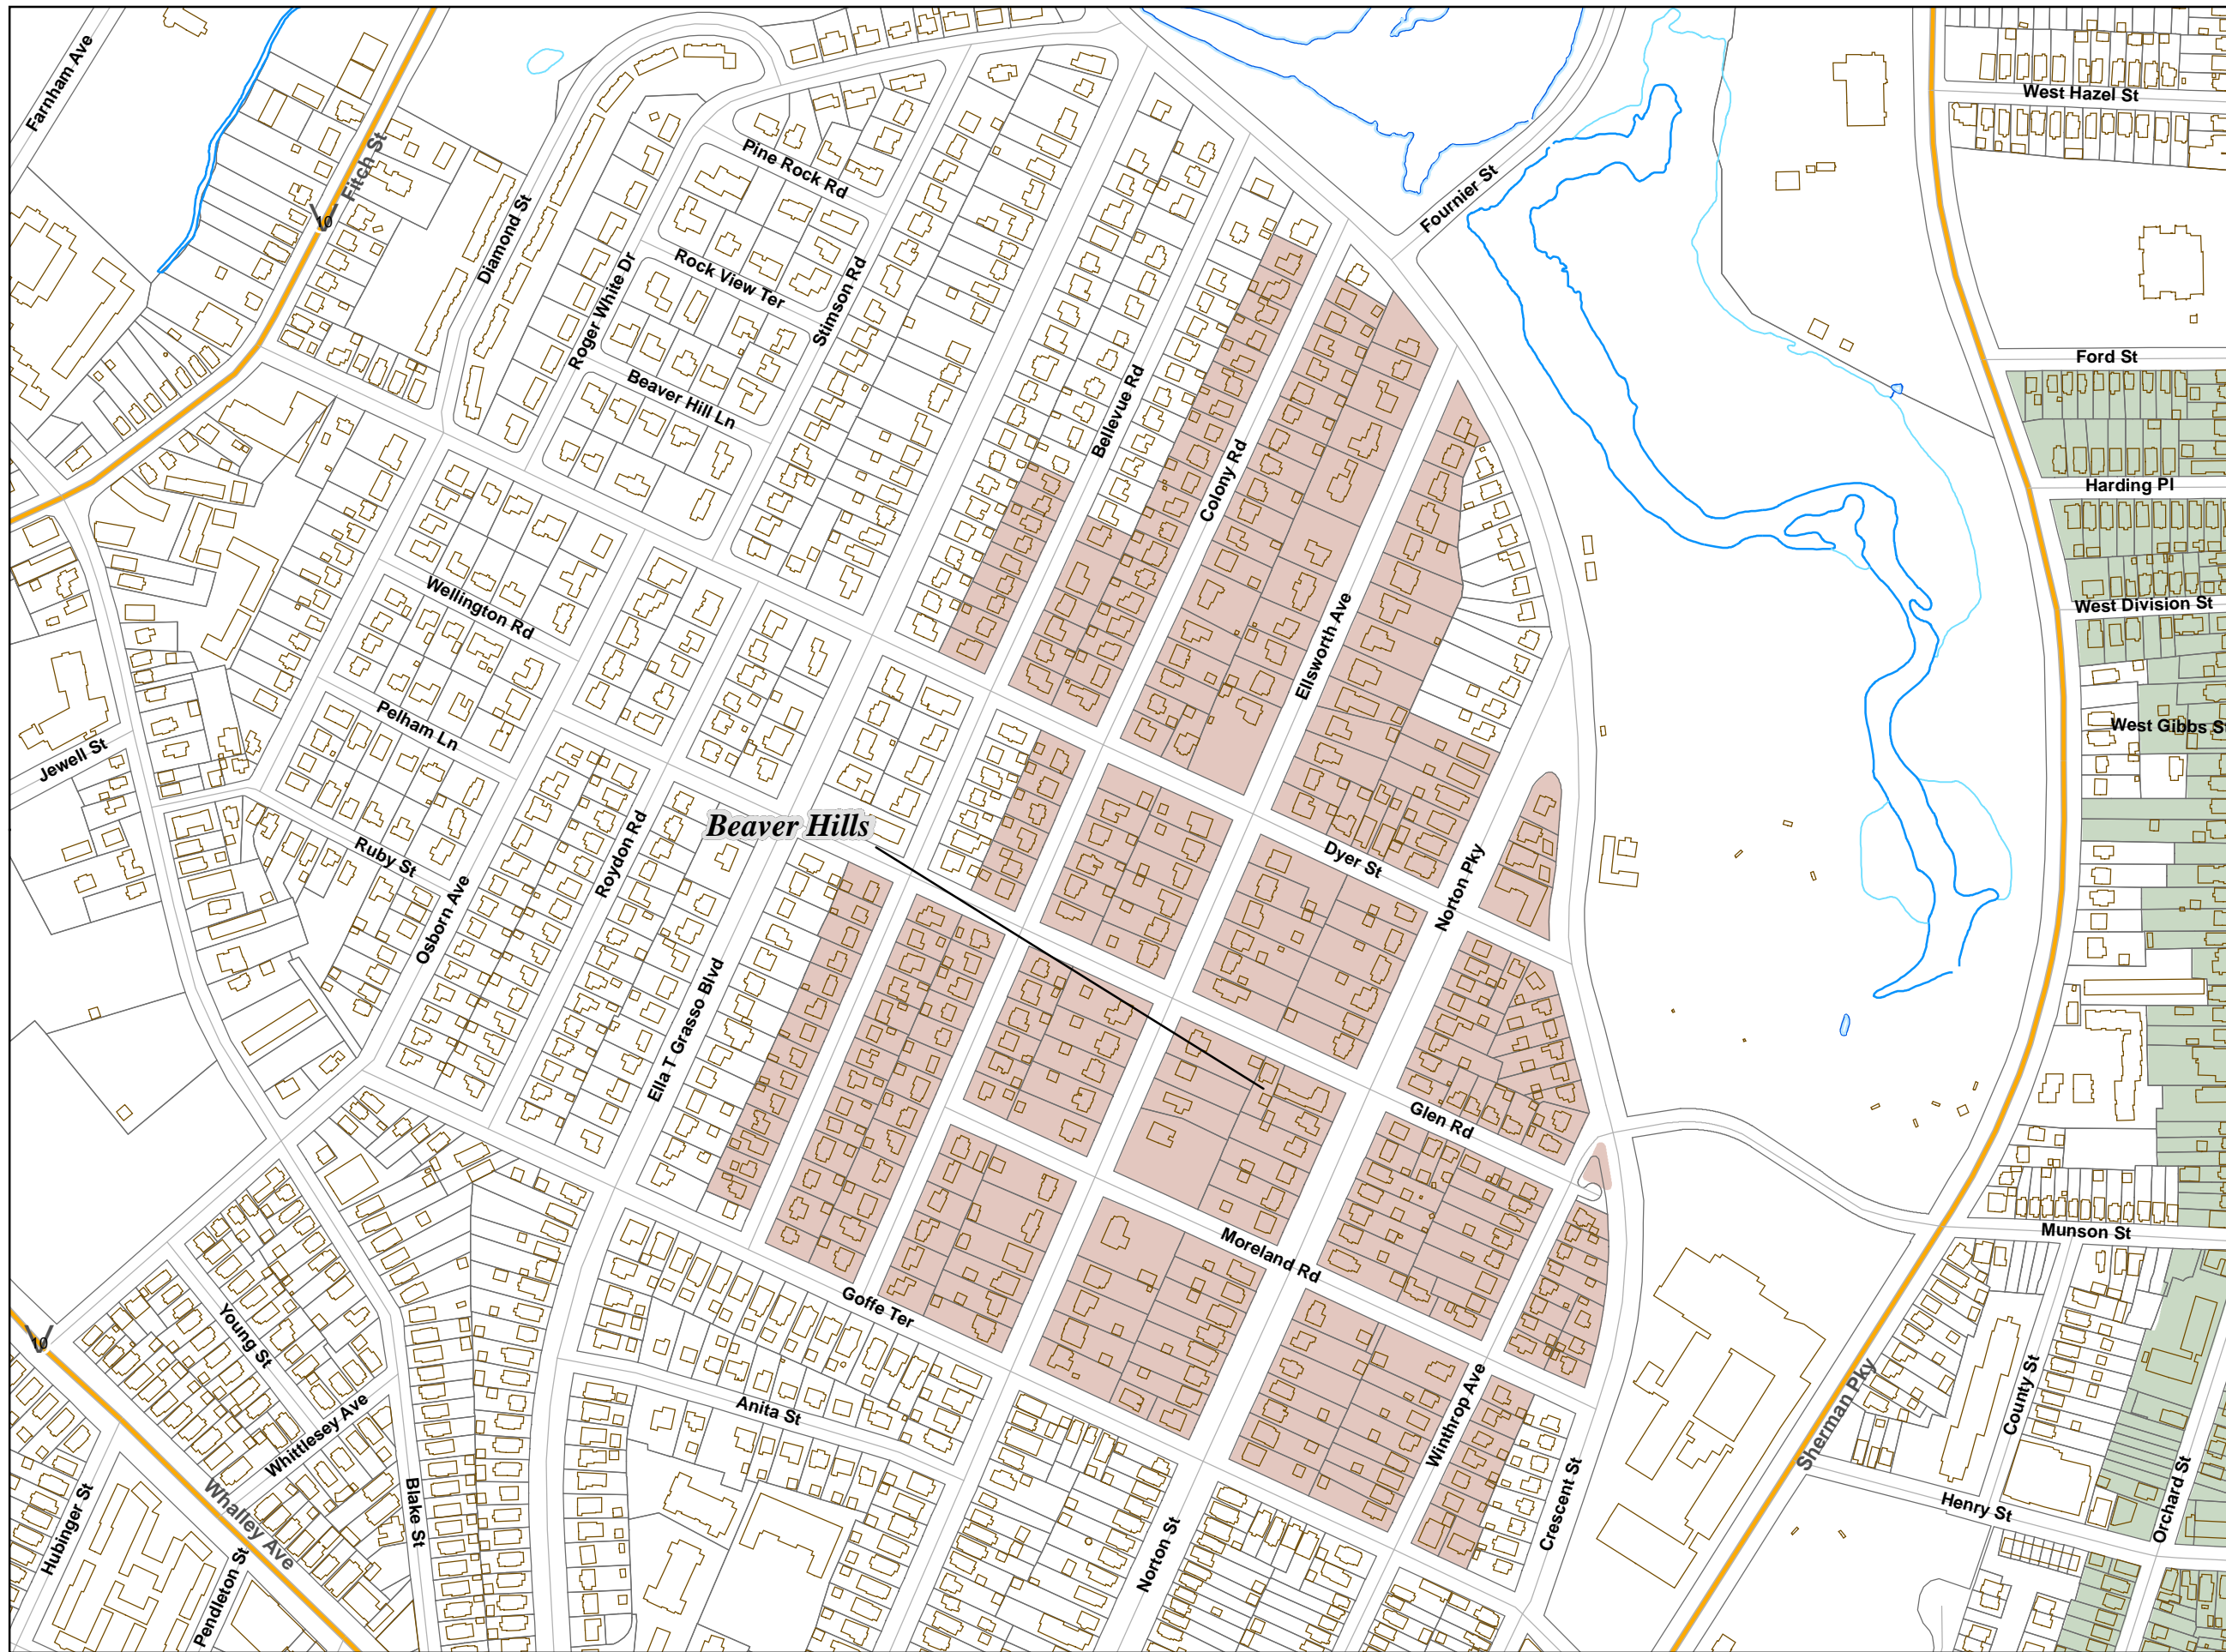 Farnham Ave
West Hazel St
Fitch St
Pine Rock Rd
Fournier St
10
Diamond St
Rock View Ter
Roger White Dr
Stimson Rd
Ford St
Beaver Hill Ln
Bellevue Rd
Colony Rd
Harding Pl
Wellington Rd
West Division St
Ellsworth Ave
Pelham Ln
West Gibbs S
Jewell St
Beaver Hills
Roydon Rd
Ruby St
Dyer St
Norton Pky
Osborn Ave
Ella T Grasso Blvd
Glen Rd
Moreland Rd
Munson St
Goffe Ter
Young St
10
County St
Sherman Pky
Anita St
Winthrop Ave
Whittlesey Ave
Crescent St
Orchard St
Henry St
Whalley Ave
Blake St
Hubinger St
Norton St
Pendleton St